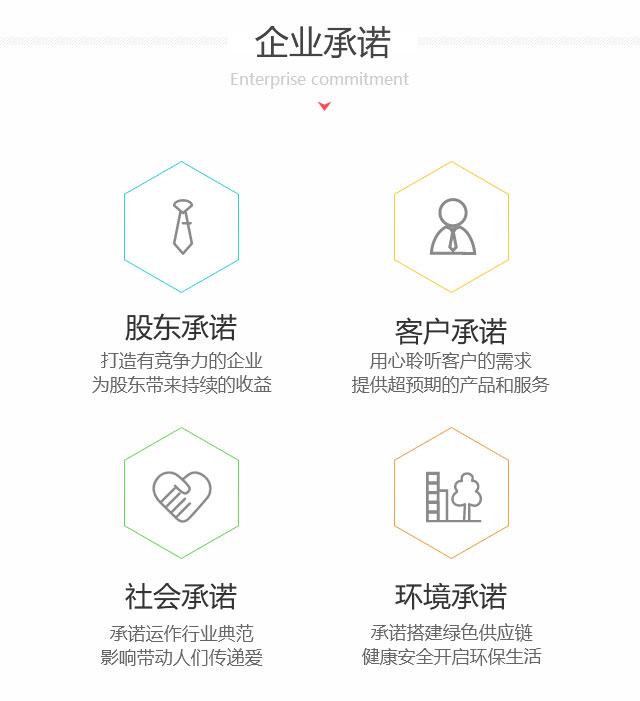 企业承诺
Enterprise commitment
股东承诺
打造有竞争力的企业
为股东带来持续的收益
客户承诺
用心聆听客户的需求
提供超预期的产品和服务
社会承诺
承诺运作行业典范
影响带动人们传递爱
环境承诺
承诺搭建绿色供应链
健康安全开启环保生活